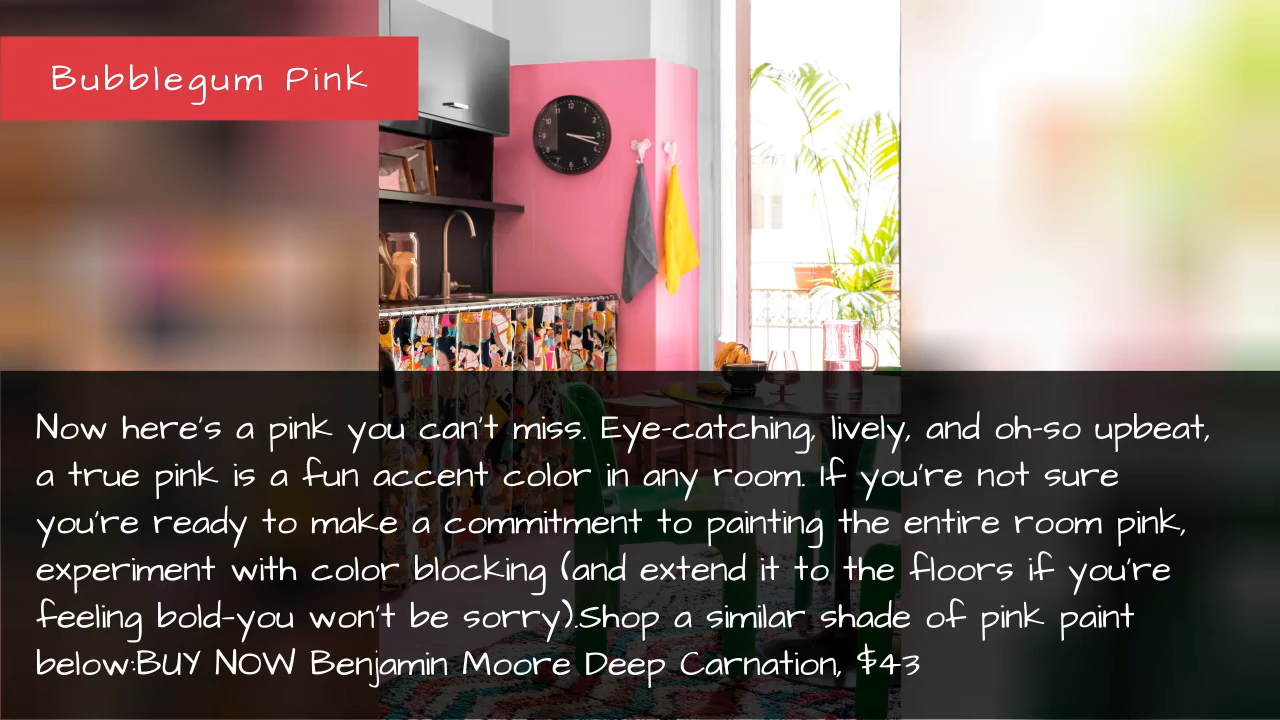 Bubblegum Pink
Now here's a pink you can't miss. Eye-catching, lively, and oh-so upbeat,
a true pink is a fun accent color in any room. If you're not sure
you're ready to make a commitment to painting the entire room pink,
experiment with color blocking (and extend it to the floors if you're
feeling bold-you won't be sorry).Shop a similar shade of pink paint
below:BUY NOW Benjamin Moore Deep Carnation, $43